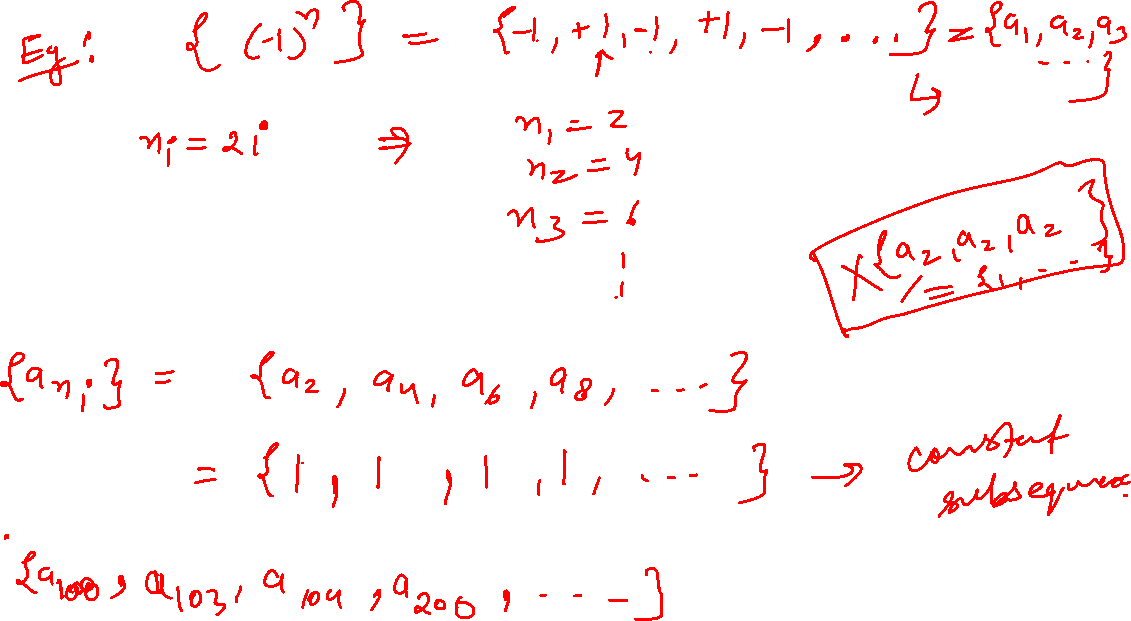 Eg: { (-1)ⁿ } = {-1, +1, -1, +1, -1, ...} = {a₁, a₂, a₃ ...}
↑ ↳
nᵢ = 2i ⇒ n₁ = 2
n₂ = 4
n₃ = 6
⋮
X {a₂, a₂, a₂ }
= {1, ...}
{aₙᵢ} = {a₂, a₄, a₆, a₈, ...}
= {1, 1, 1, 1, ... } → constant
subsequence
{a₁₀₀, a₁₀₃, a₁₀₄, a₂₀₀, ...}